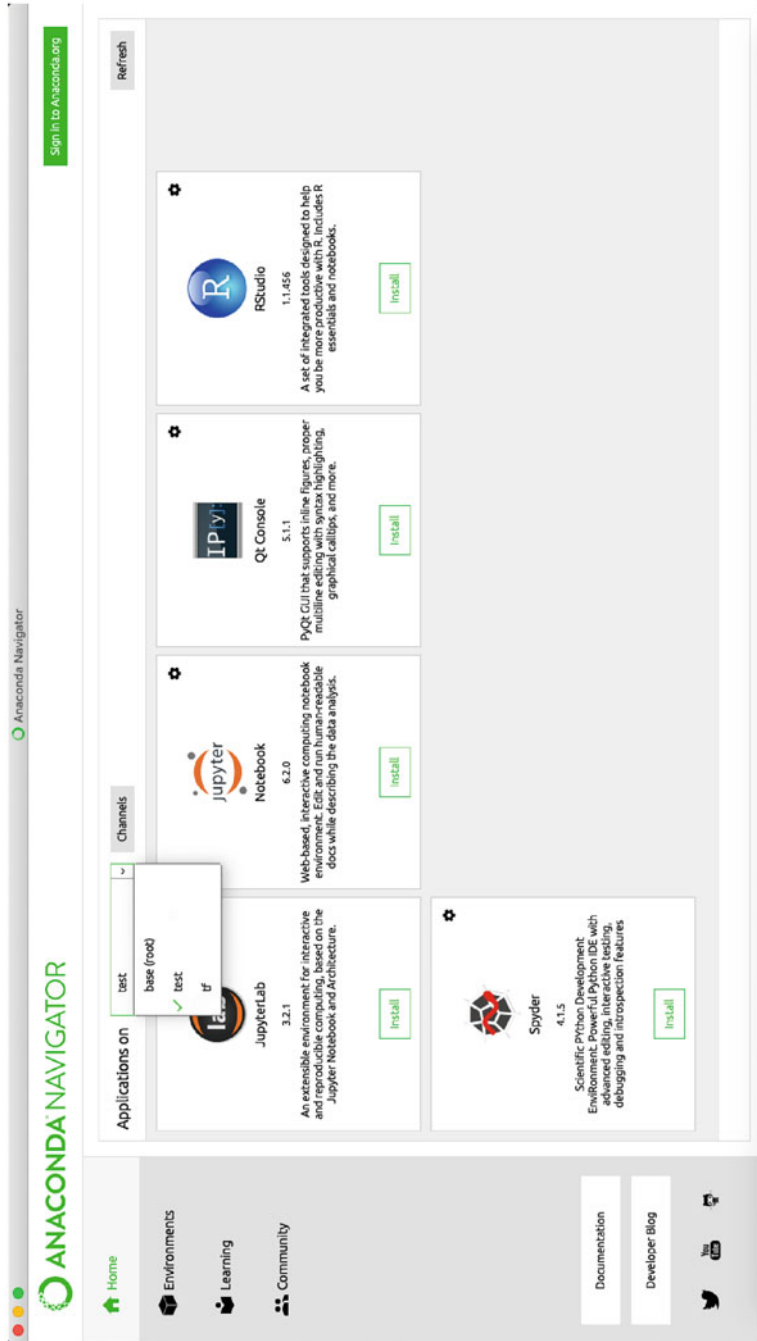 Anaconda Navigator
ANACONDA NAVIGATOR
Sign in to Anaconda.org
Home
Environments
Learning
Community
Documentation
Developer Blog
You
Tube
Applications on
test
Channels
Refresh
base (root)
test
tf
lab
JupyterLab
3.2.1
An extensible environment for interactive
and reproducible computing, based on the
Jupyter Notebook and Architecture.
Install
Jupyter
Notebook
6.2.0
Web-based, interactive computing notebook
environment. Edit and run human-readable
docs while describing the data analysis.
Install
IP[y]:
Qt Console
5.1.1
PyQt GUI that supports inline figures, proper
multiline editing with syntax highlighting,
graphical calltips, and more.
Install
R
RStudio
1.1.456
A set of integrated tools designed to help
you be more productive with R. Includes R
essentials and notebooks.
Install
Spyder
4.1.5
Scientific PYthon Development
EnviRonment. Powerful Python IDE with
advanced editing, interactive testing,
debugging and introspection features
Install